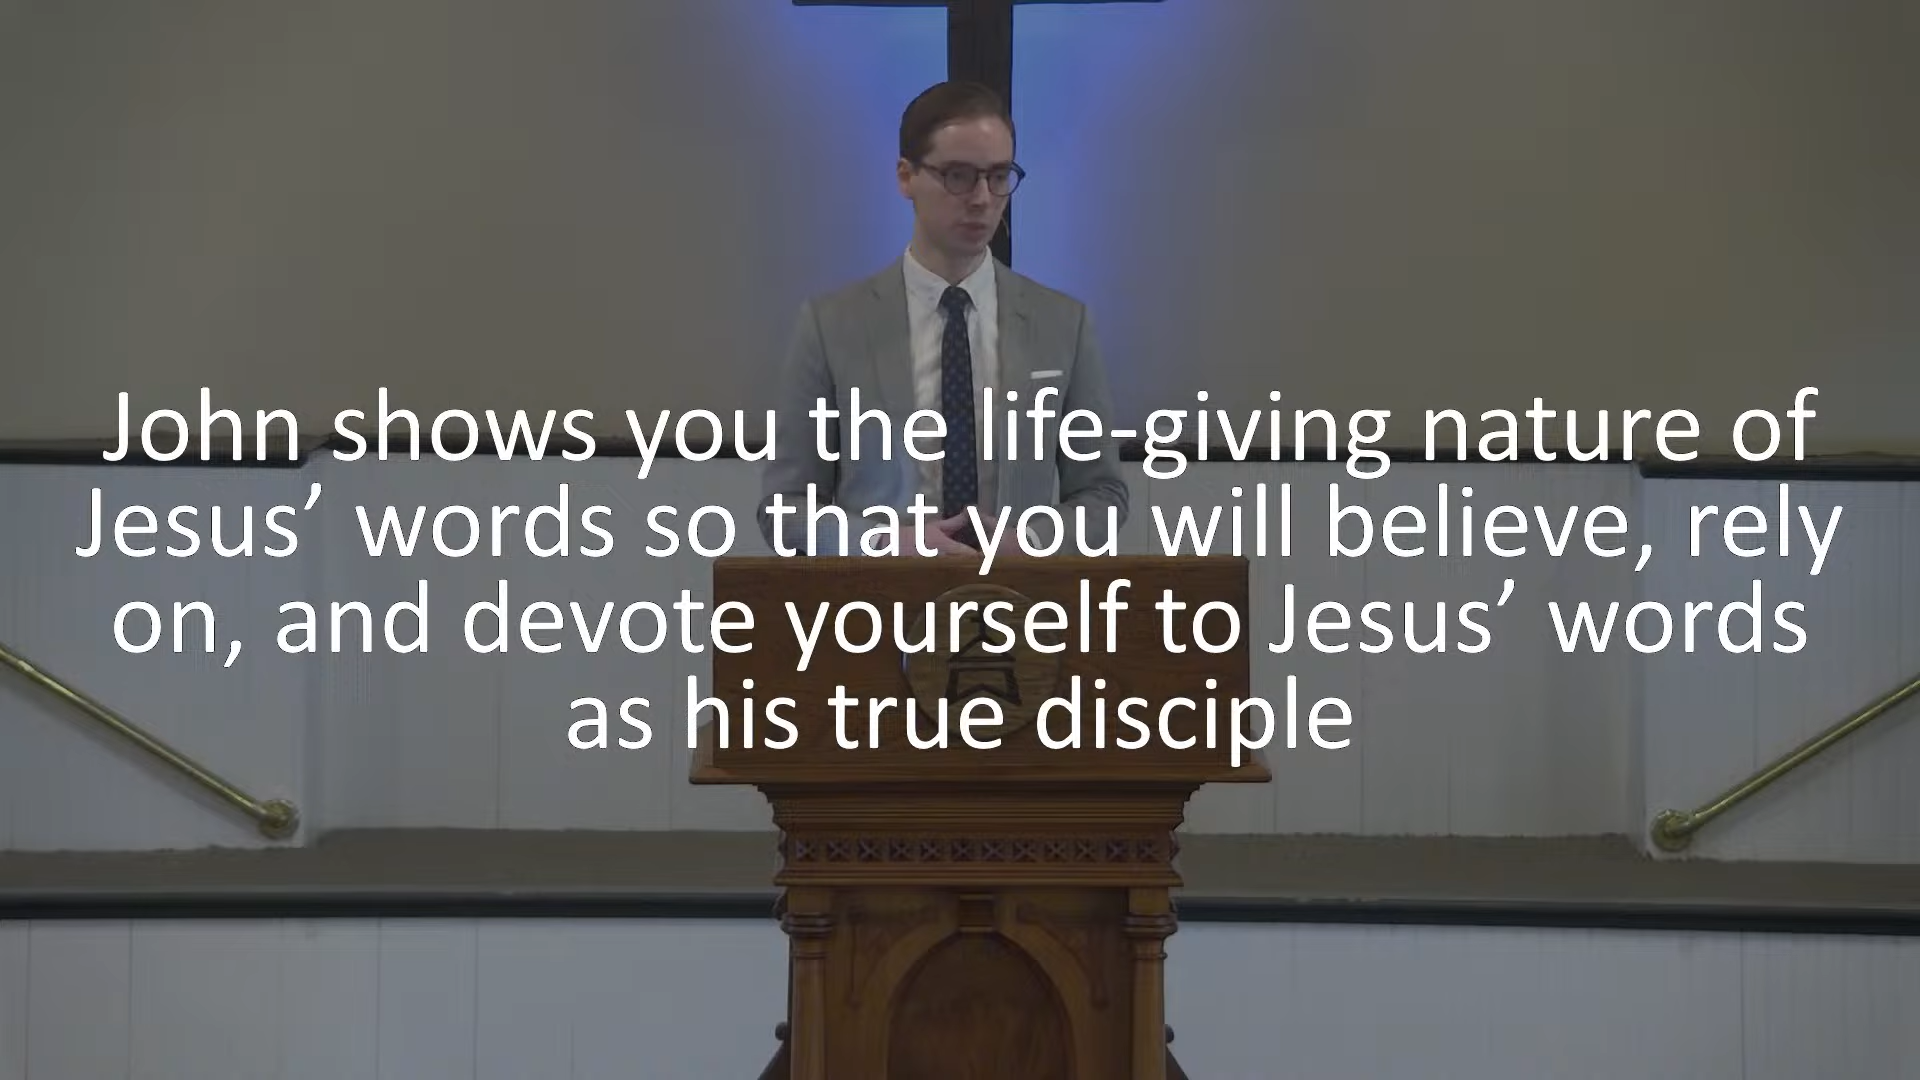 John shows you the life-giving nature of
Jesus’ words so that you will believe, rely
on, and devote yourself to Jesus’ words
as his true disciple